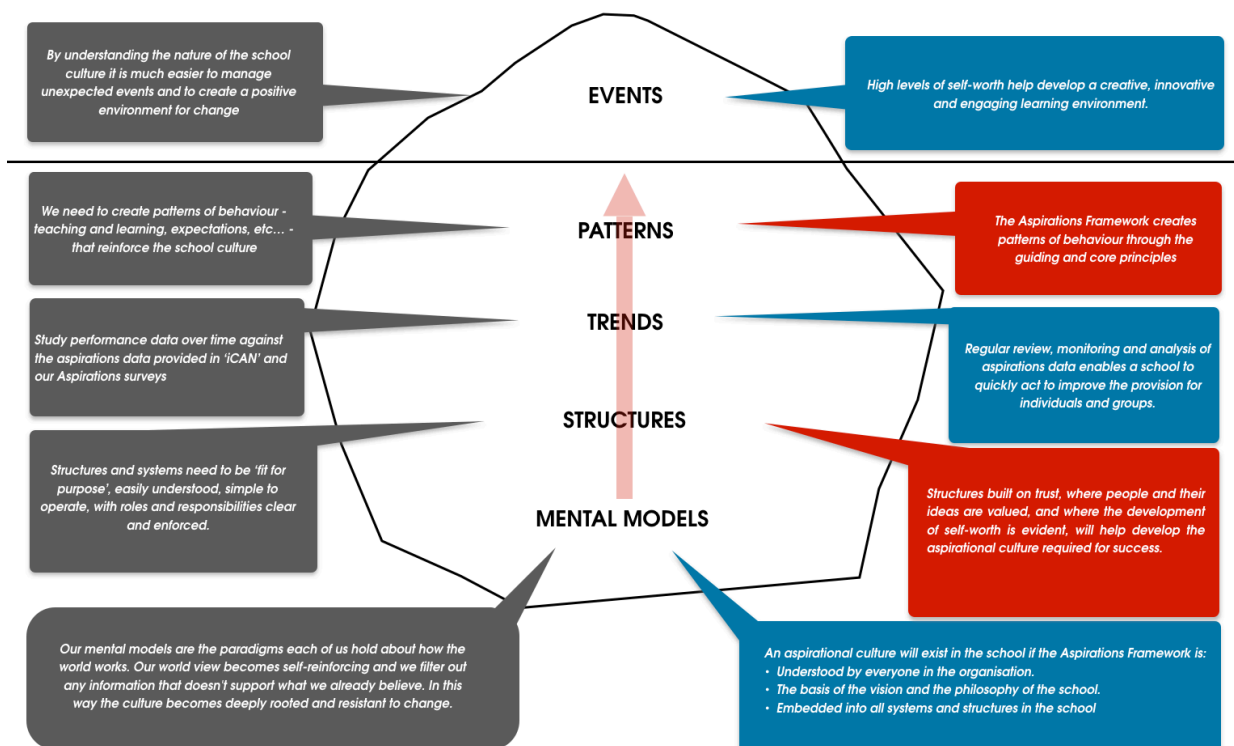 By understanding the nature of the school
culture it is much easier to manage
unexpected events and to create a positive
environment for change
EVENTS
High levels of self-worth help develop a creative, innovative
and engaging learning environment.
We need to create patterns of behaviour -
teaching and learning, expectations, etc... -
that reinforce the school culture
PATTERNS
The Aspirations Framework creates
patterns of behaviour through the
guiding and core principles
Study performance data over time against
the aspirations data provided in ‘iCAN’ and
our Aspirations surveys
TRENDS
Regular review, monitoring and analysis of
aspirations data enables a school to
quickly act to improve the provision for
individuals and groups.
Structures and systems need to be ‘fit for
purpose’, easily understood, simple to
operate, with roles and responsibilities clear
and enforced.
STRUCTURES
Structures built on trust, where people and their
ideas are valued, and where the development
of self-worth is evident, will help develop the
aspirational culture required for success.
MENTAL MODELS
Our mental models are the paradigms each of us hold about how the
world works. Our world view becomes self-reinforcing and we filter out
any information that doesn't support what we already believe. In this
way the culture becomes deeply rooted and resistant to change.
An aspirational culture will exist in the school if the Aspirations Framework is:
• Understood by everyone in the organisation.
• The basis of the vision and the philosophy of the school.
• Embedded into all systems and structures in the school